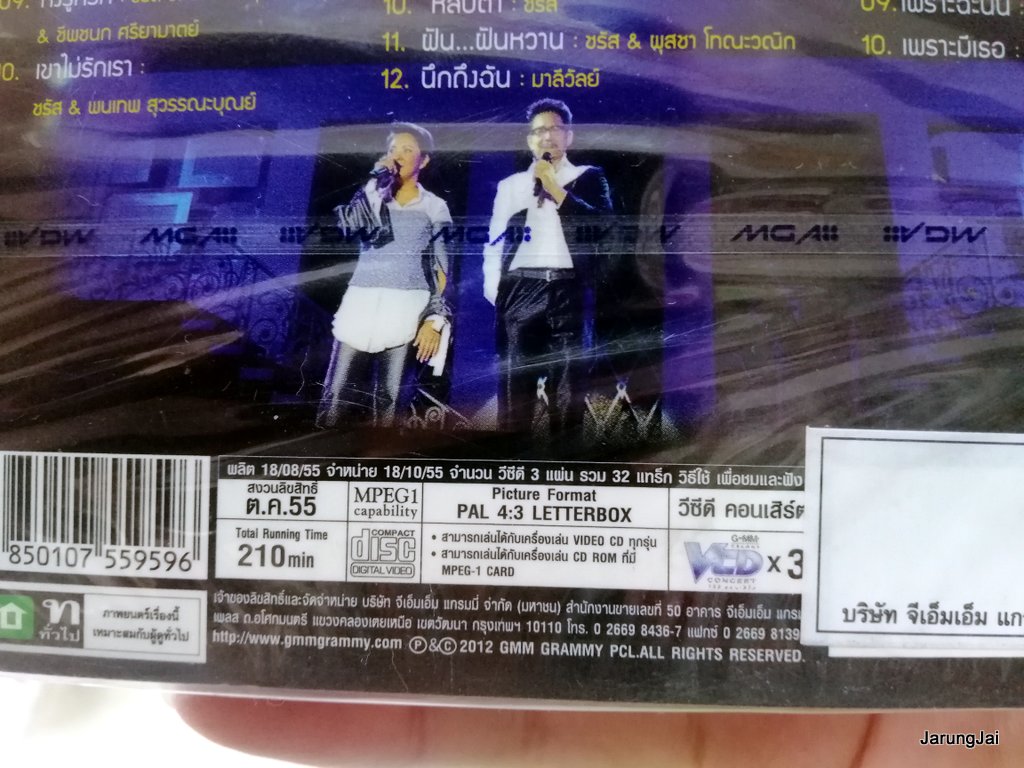 & ชีพชนก ศรียามาตย์
10. เขาไม่รักเรา :
ชรัส & พนเทพ สุวรรณะบุณย์
10. หลับตา : ชรัส
11. ฝัน...ฝันหวาน : ชรัส & ผุสชา โทณะวณิก
12. นึกถึงฉัน : มาลีวัลย์
09. เพราะฉะนั้น
10. เพราะมีเธอ :
MGA MGA MGA
850107 559596
ผลิต 18/08/55 จำหน่าย 18/10/55 จำนวน วีซีดี 3 แผ่น รวม 32 แทร็ก วิธีใช้ เพื่อชมและฟัง
สงวนลิขสิทธิ์
ต.ค.55
MPEG1
capability
Picture Format
PAL 4:3 LETTERBOX
วีซีดี คอนเสิร์ต
Total Running Time
210 min
COMPACT
disc
DIGITAL VIDEO
• สามารถเล่นได้กับเครื่องเล่น VIDEO CD ทุกรุ่น
• สามารถเล่นได้กับเครื่องเล่น CD ROM ที่มี
MPEG-1 CARD
VCD
CONCERT
x 3
ท
ทั่วไป
ภาพยนตร์เรื่องนี้
เหมาะสมกับผู้ดูทั่วไป
เจ้าของลิขสิทธิ์และจัดจำหน่าย บริษัท จีเอ็มเอ็ม แกรมมี่ จำกัด (มหาชน) สำนักงานขายเลขที่ 50 อาคาร จีเอ็มเอ็ม แกรม
เพลส ถ.อโศกมนตรี แขวงคลองเตยเหนือ เขตวัฒนา กรุงเทพฯ 10110 โทร. 0 2669 8436-7 แฟกซ์ 0 2669 8139
http://www.gmmgrammy.com Ⓟ&© 2012 GMM GRAMMY PCL.ALL RIGHTS RESERVED.
บริษัท จีเอ็มเอ็ม แก
JarungJai